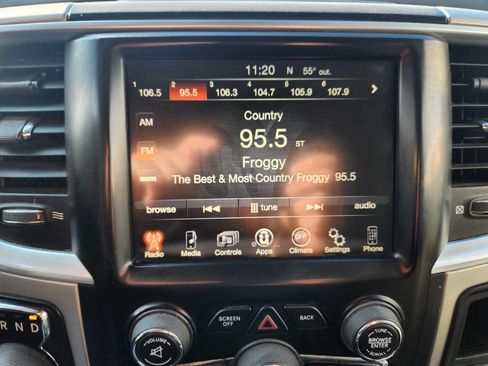 11:20 N 55° out.
1 106.5 2 95.5 3 106.3 4 104.7 5 105.9 6 107.9
AM
Country
95.5 ST
FM
Froggy
The Best & Most Country Froggy 95.5
browse tune audio
Radio Media Controls Apps OFF Climate Settings Phone
R N D
VOLUME
SCREEN OFF
BACK
TUNE
BROWSE ENTER
SCROLL